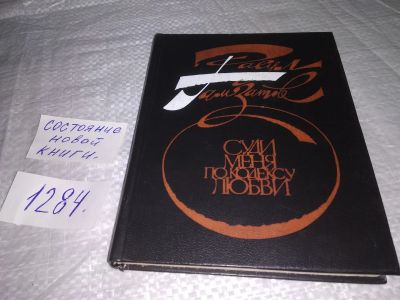 Расул
Гамзатов
СУДИ
МЕНЯ
ПО КОДЕКСУ
ЛЮБВИ
СОСТОЯНИЕ
НОВОЙ
КНИГИ.
1284.